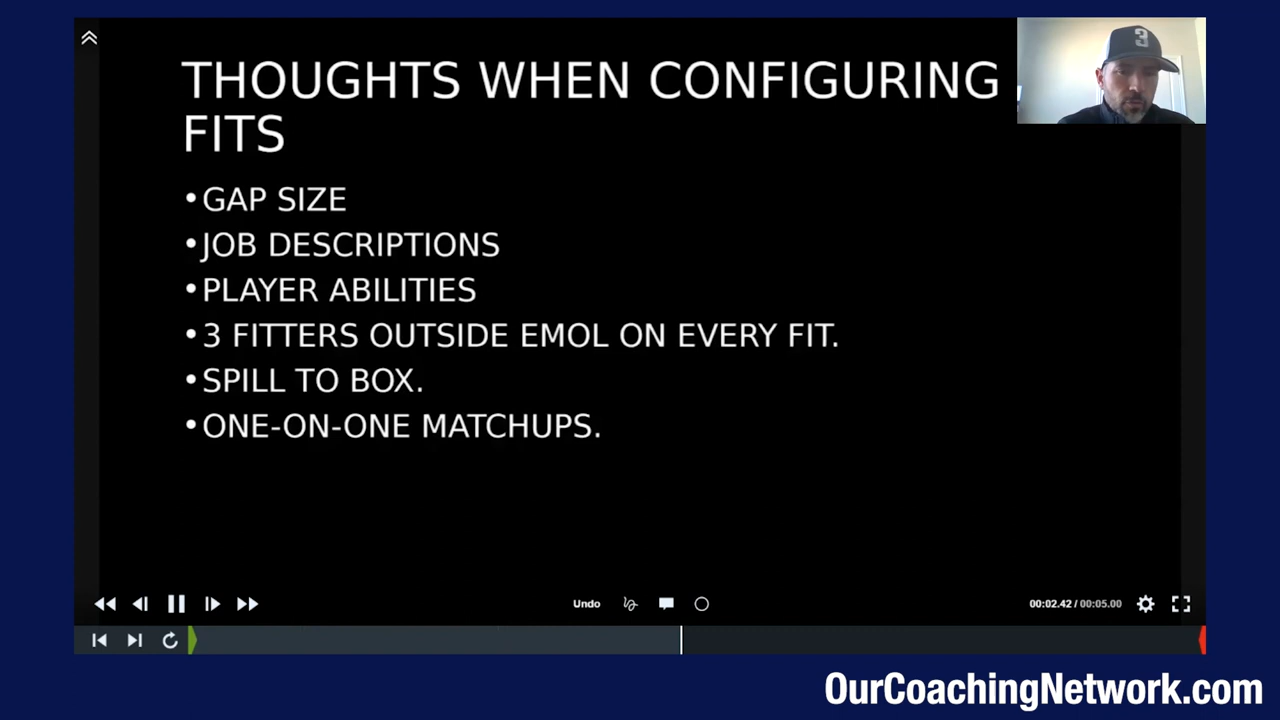 THOUGHTS WHEN CONFIGURING
FITS
•GAP SIZE
•JOB DESCRIPTIONS
•PLAYER ABILITIES
•3 FITTERS OUTSIDE EMOL ON EVERY FIT.
•SPILL TO BOX.
•ONE-ON-ONE MATCHUPS.
3
Undo
00:02.42 / 00:05.00
OurCoachingNetwork.com